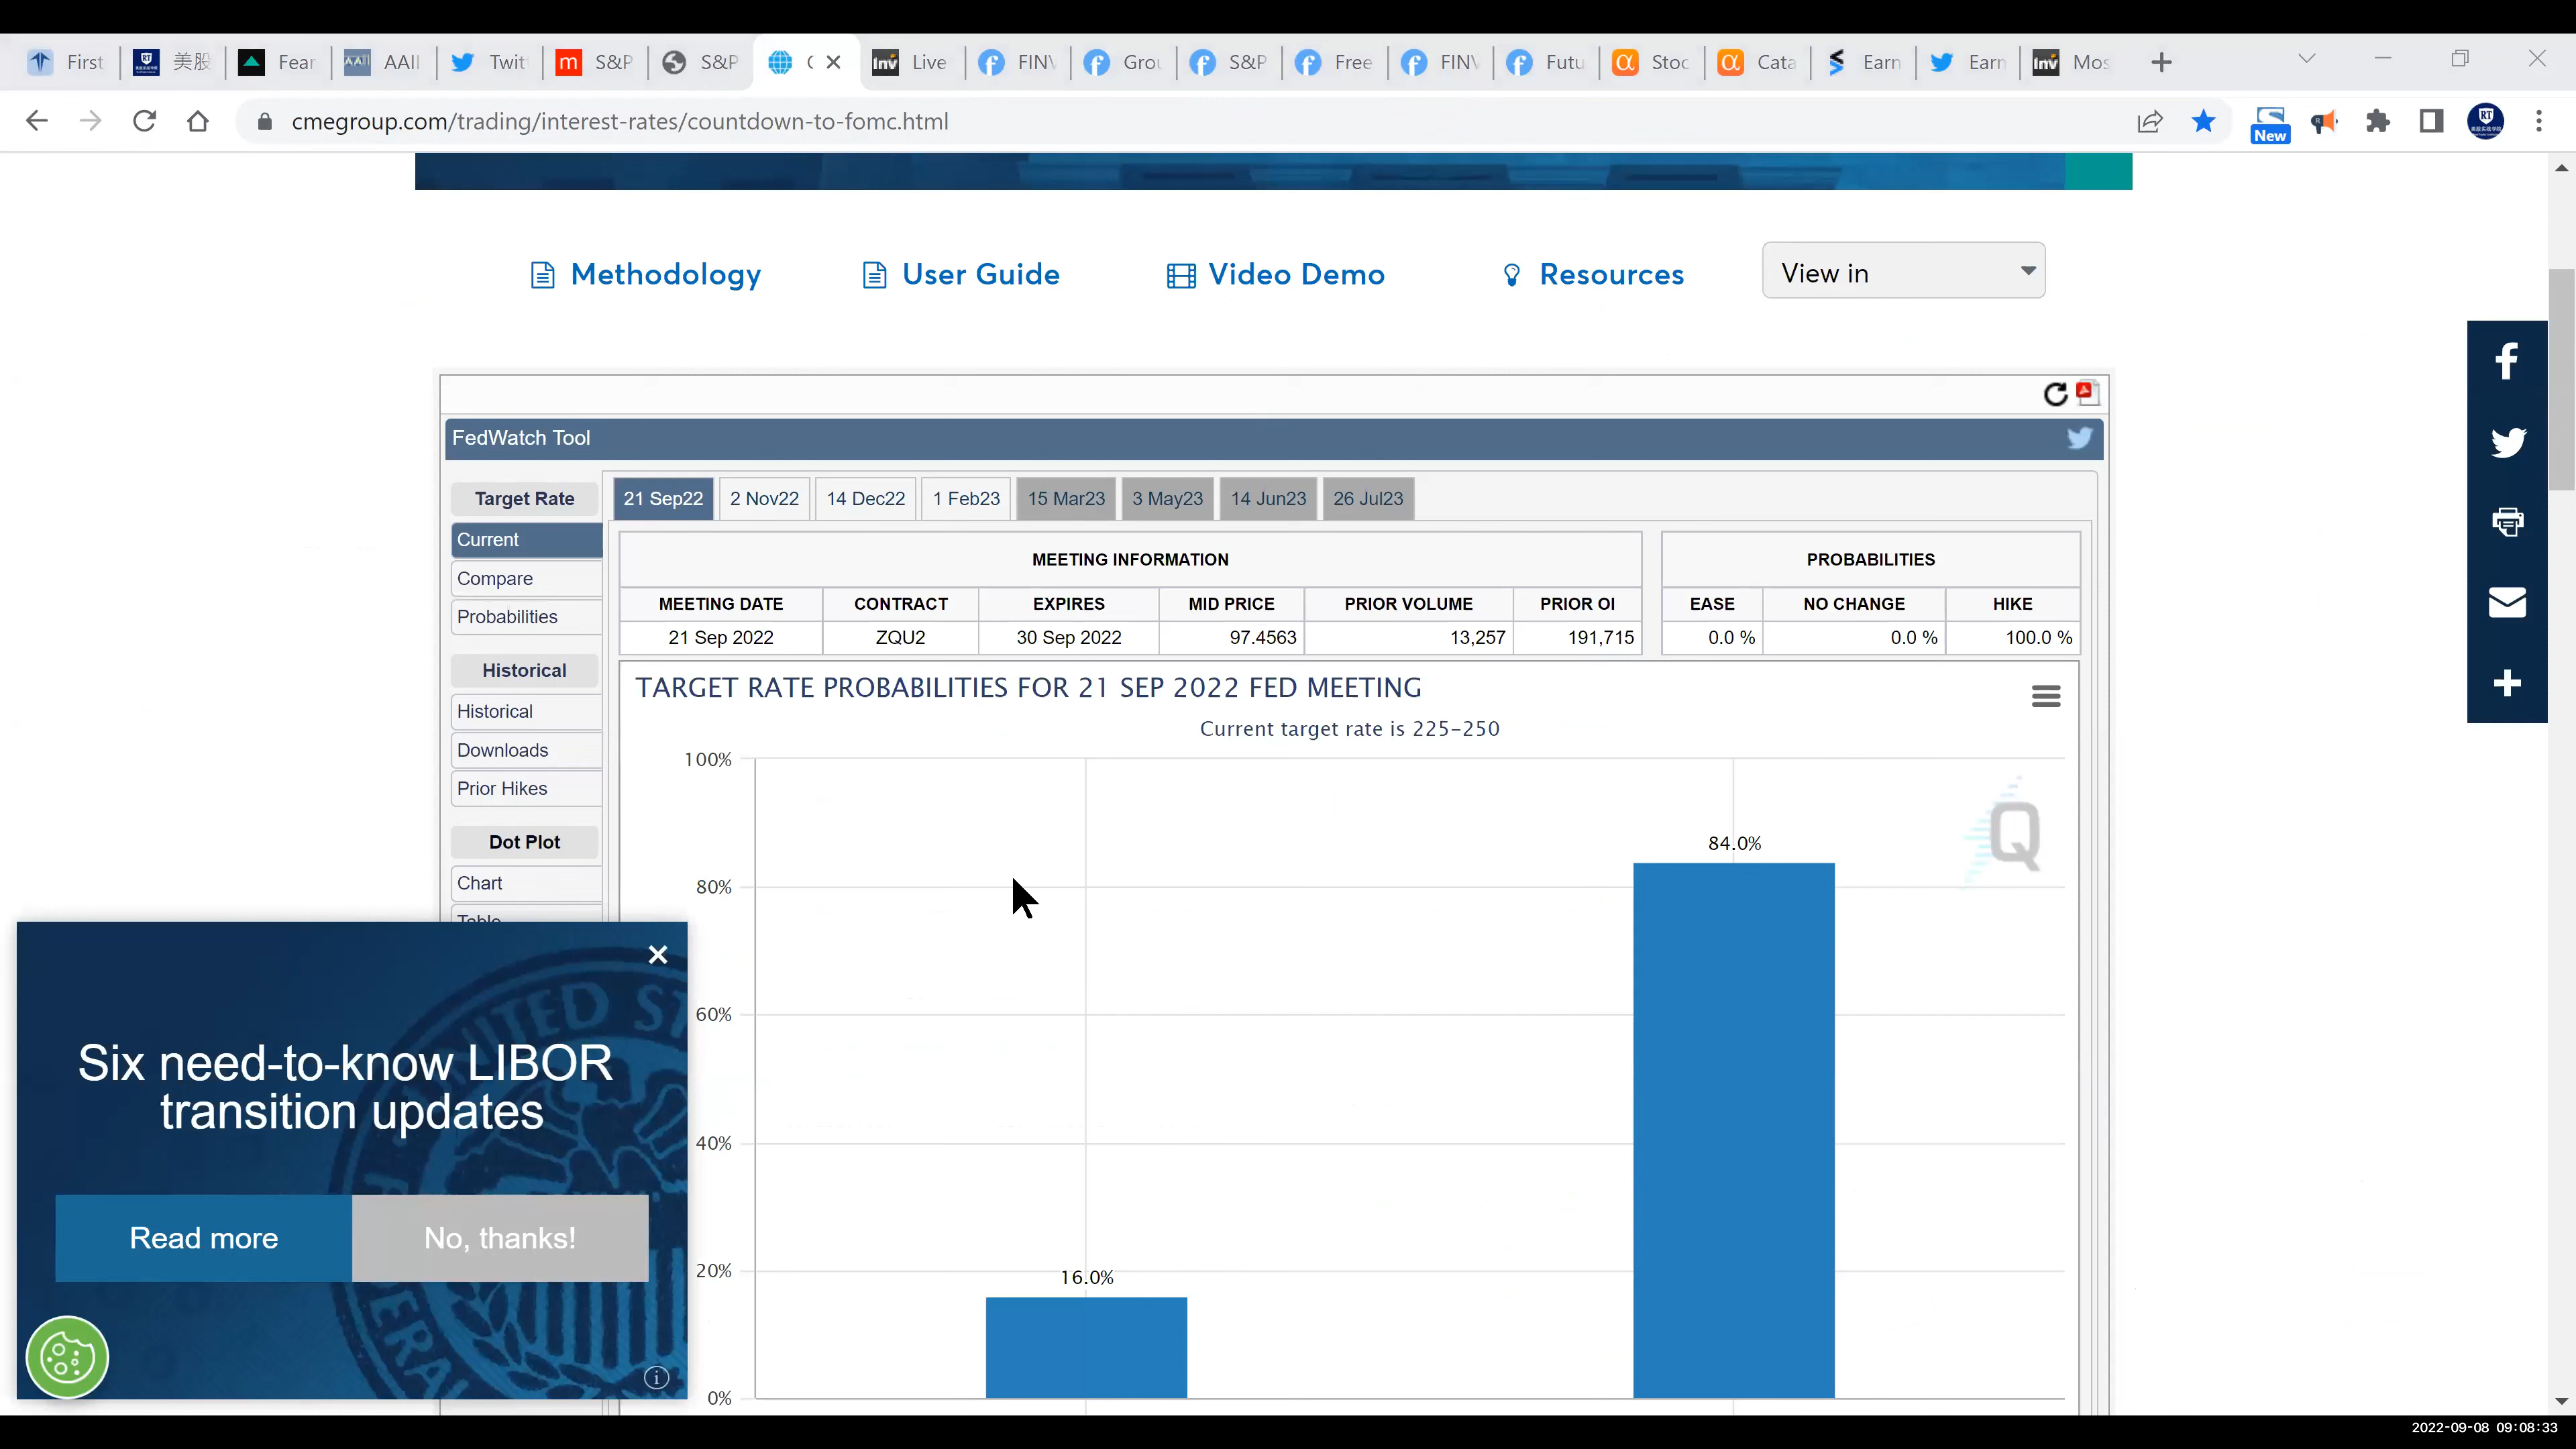 First 美股 Fear AAII Twit S&P S&P Live FINV Grou S&P Free FINV Futu Stoc Cata Earn Earn Mos
cmegroup.com/trading/interest-rates/countdown-to-fomc.html
New
Methodology User Guide Video Demo Resources View in
FedWatch Tool
Target Rate
Current
Compare
Probabilities
Historical
Historical
Downloads
Prior Hikes
Dot Plot
Chart
Table
21 Sep22 2 Nov22 14 Dec22 1 Feb23 15 Mar23 3 May23 14 Jun23 26 Jul23
MEETING INFORMATION
MEETING DATE CONTRACT EXPIRES MID PRICE PRIOR VOLUME PRIOR OI
21 Sep 2022 ZQU2 30 Sep 2022 97.4563 13,257 191,715
PROBABILITIES
EASE NO CHANGE HIKE
0.0 % 0.0 % 100.0 %
TARGET RATE PROBABILITIES FOR 21 SEP 2022 FED MEETING
Current target rate is 225-250
100%
80%
60%
40%
20%
0%
16.0%
84.0%
Q
Six need-to-know LIBOR
transition updates
Read more No, thanks!
2022-09-08 09:08:33